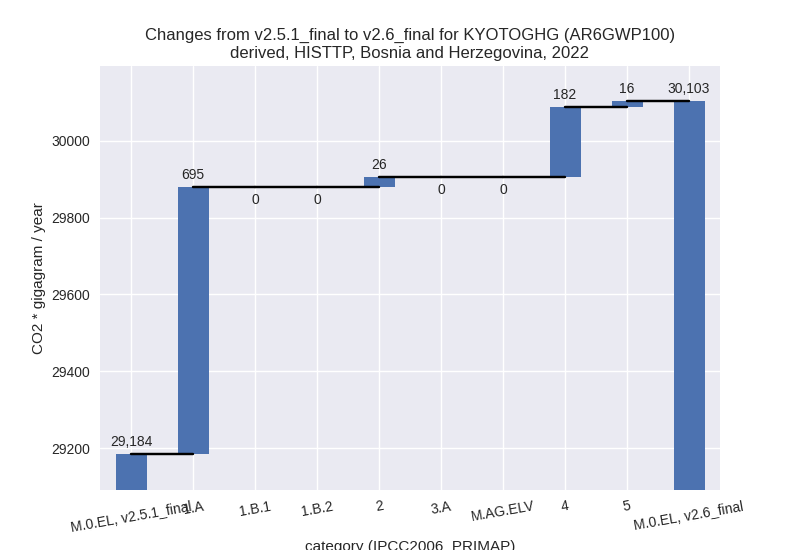 Changes from v2.5.1_final to v2.6_final for KYOTOGHG (AR6GWP100)
derived, HISTTP, Bosnia and Herzegovina, 2022
CO2 * gigagram / year
30000
29800
29600
29400
29200
29,184
695
0
0
26
0
0
182
16
30,103
M.0.EL, v2.5.1_final
1.A
1.B.1
1.B.2
2
3.A
M.AG.ELV
4
5
M.0.EL, v2.6_final
category (IPCC2006_PRIMAP)